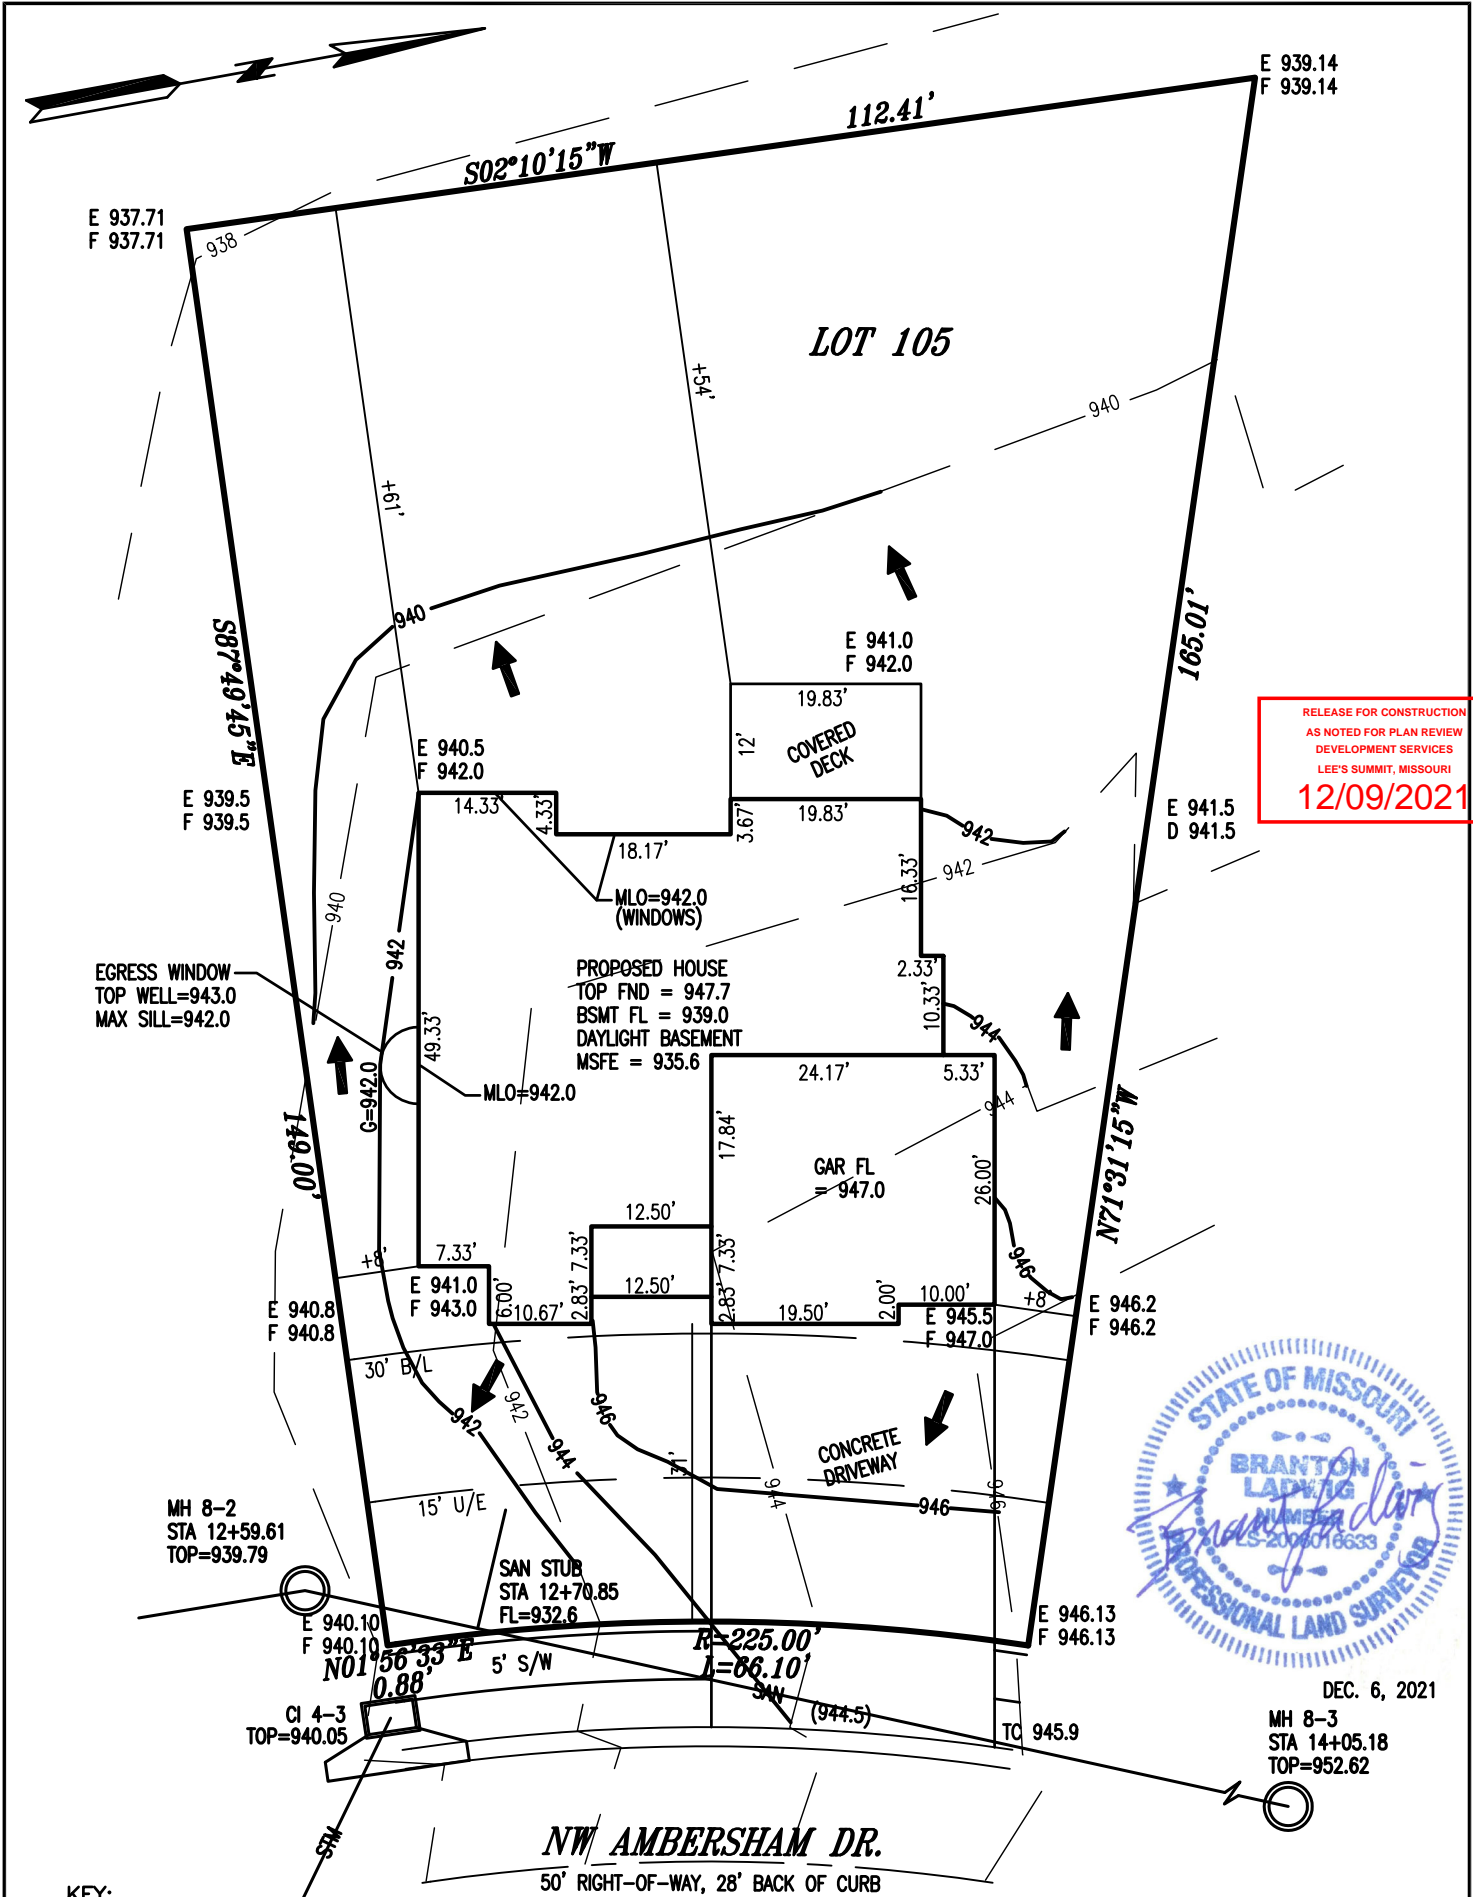 E 939.14
F 939.14
112.41'
S02°10'15"W
E 937.71
F 937.71
938
LOT 105
+54'
940
+61'
940
165.01'
E 941.0
F 942.0
S87°49'45"E
19.83'
12'
COVERED
DECK
RELEASE FOR CONSTRUCTION
AS NOTED FOR PLAN REVIEW
DEVELOPMENT SERVICES
LEE'S SUMMIT, MISSOURI
12/09/2021
E 940.5
F 942.0
E 939.5
F 939.5
14.33'
4.33'
18.17'
3.67'
19.83'
E 941.5
D 941.5
942
942
16.33'
MLO=942.0
(WINDOWS)
940
942
EGRESS WINDOW
TOP WELL=943.0
MAX SILL=942.0
PROPOSED HOUSE
TOP FND = 947.7
BSMT FL = 939.0
DAYLIGHT BASEMENT
MSFE = 935.6
2.33'
10.33'
944
49.33'
G=942.0
MLO=942.0
24.17'
5.33'
944
149.00'
17.84'
GAR FL
= 947.0
26.00'
N71°31'15"W
12.50'
7.33'
7.33'
+8'
7.33'
946
E 941.0
F 943.0
6.00'
10.67'
2.83'
12.50'
2.83'
19.50'
2.00'
10.00'
+8'
E 940.8
F 940.8
E 945.5
F 947.0
E 946.2
F 946.2
30' B/L
942
942
946
944
CONCRETE
DRIVEWAY
15' U/E
944
946
946
STATE OF MISSOURI
BRANTON
LADWIG
NUMBER
LS-2006016633
PROFESSIONAL LAND SURVEYOR
MH 8-2
STA 12+59.61
TOP=939.79
SAN STUB
STA 12+70.85
FL=932.6
E 940.10
F 940.10
N01°56'33"E
0.88'
5' S/W
R=225.00'
L=66.10'
SAN
(944.5)
E 946.13
F 946.13
DEC. 6, 2021
CI 4-3
TOP=940.05
TC 945.9
MH 8-3
STA 14+05.18
TOP=952.62
STM
NW AMBERSHAM DR.
50' RIGHT-OF-WAY, 28' BACK OF CURB
KEY: